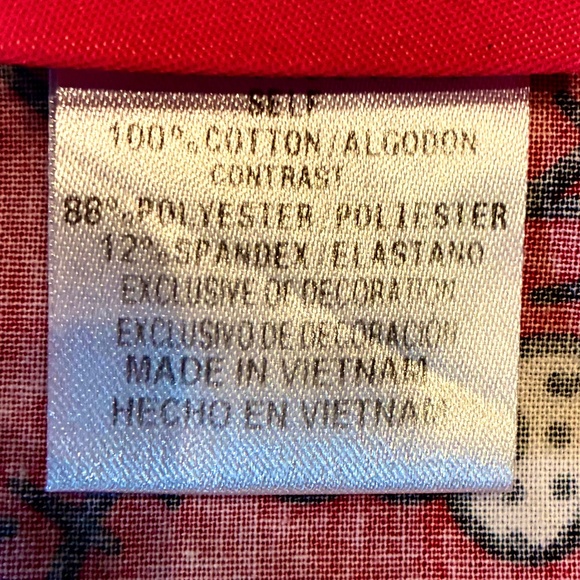 SELF
100% COTTON/ALGODON
CONTRAST
88% POLYESTER/POLIESTER
12% SPANDEX/ELASTANO
EXCLUSIVE OF DECORATION
EXCLUSIVO DE DECORACION
MADE IN VIETNAM
HECHO EN VIETNAM